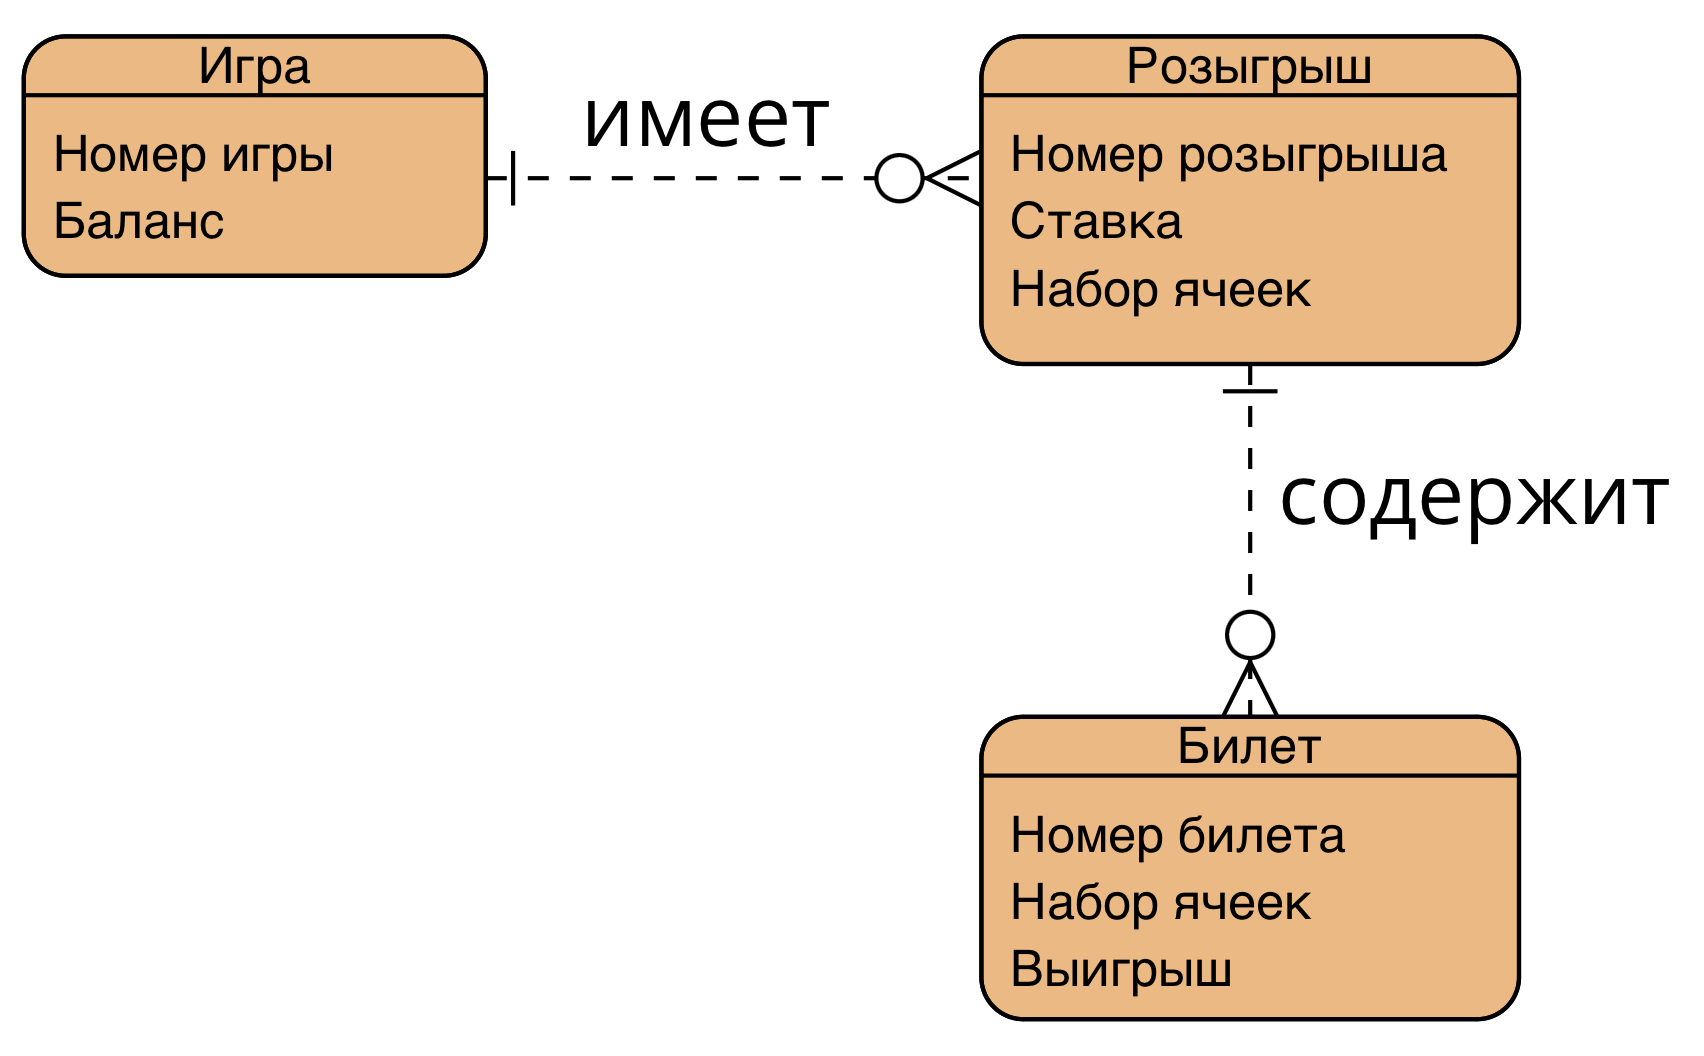 Игра
Номер игры
Баланс
имеет
Розыгрыш
Номер розыгрыша
Ставка
Набор ячеек
содержит
Билет
Номер билета
Набор ячеек
Выигрыш